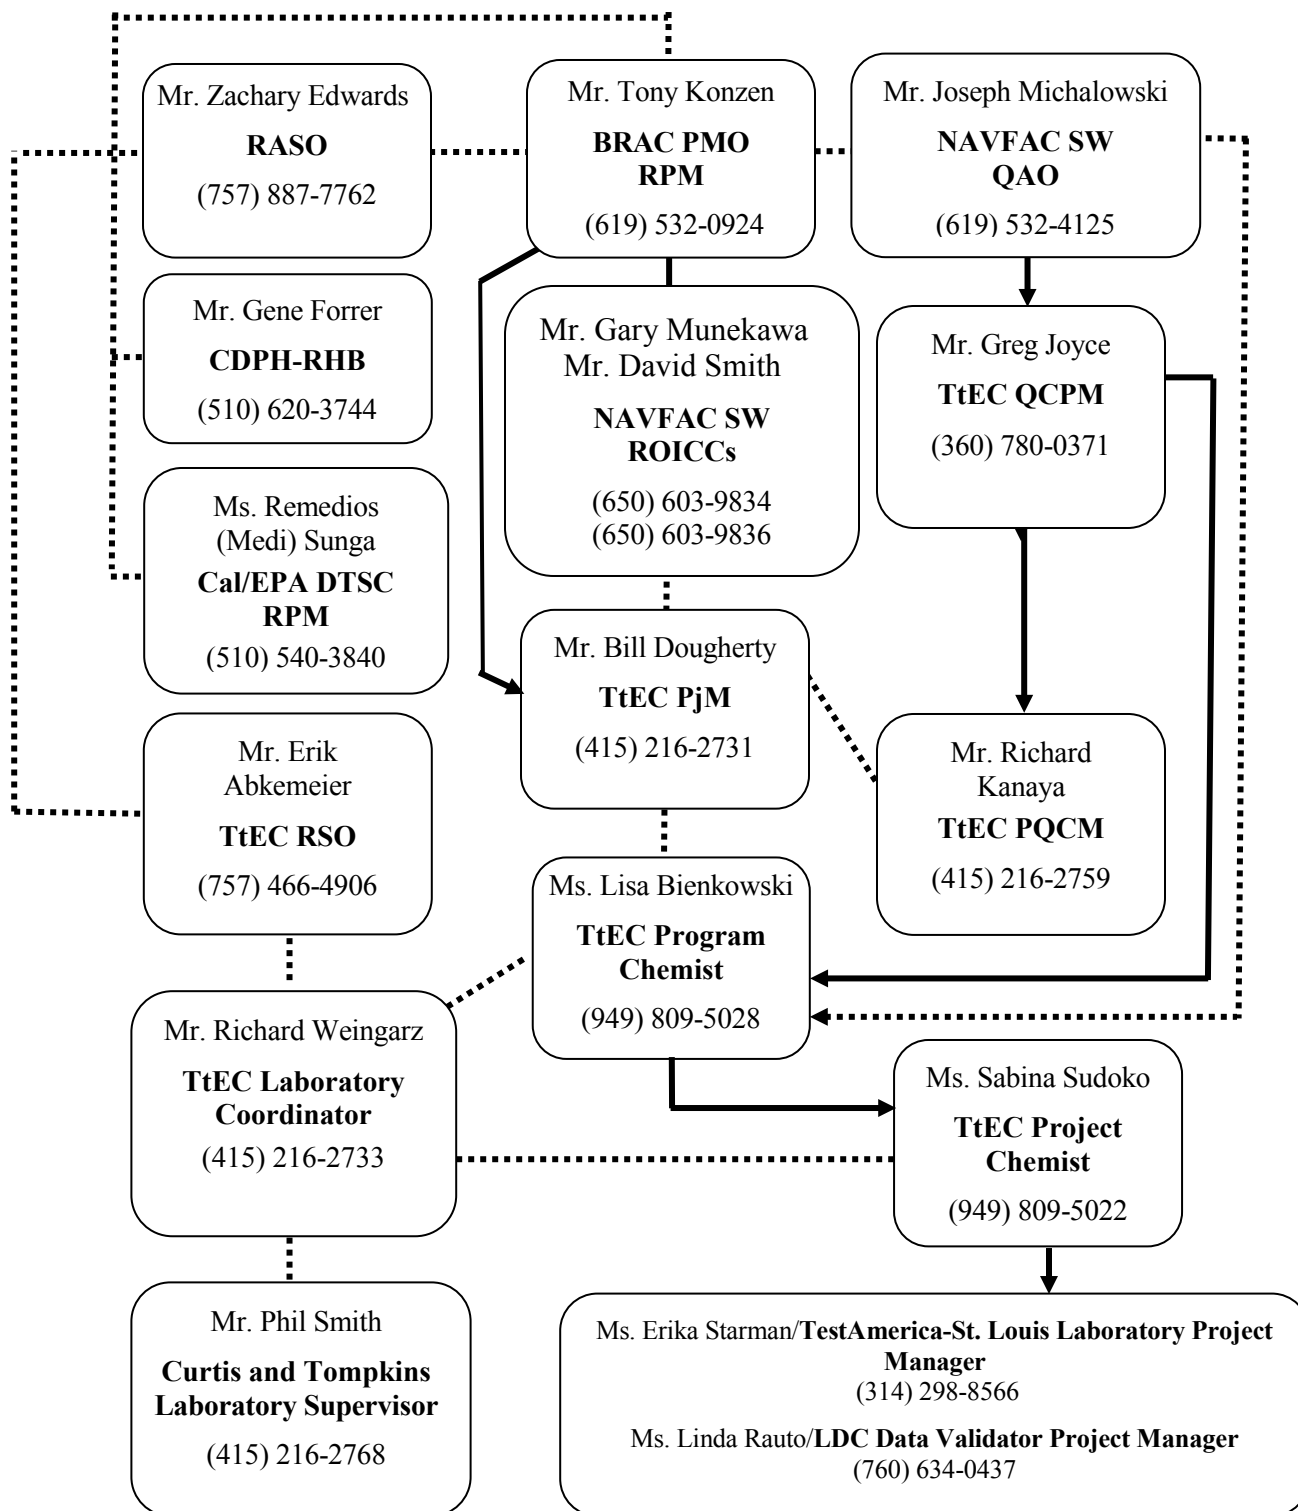 Mr. Zachary Edwards
RASO
(757) 887-7762
Mr. Tony Konzen
BRAC PMO
RPM
(619) 532-0924
Mr. Joseph Michalowski
NAVFAC SW
QAO
(619) 532-4125
Mr. Gene Forrer
CDPH-RHB
(510) 620-3744
Mr. Gary Munekawa
Mr. David Smith
NAVFAC SW
ROICCs
(650) 603-9834
(650) 603-9836
Mr. Greg Joyce
TtEC QCPM
(360) 780-0371
Ms. Remedios
(Medi) Sunga
Cal/EPA DTSC
RPM
(510) 540-3840
Mr. Bill Dougherty
TtEC PjM
(415) 216-2731
Mr. Richard
Kanaya
TtEC PQCM
(415) 216-2759
Mr. Erik
Abkemeier
TtEC RSO
(757) 466-4906
Ms. Lisa Bienkowski
TtEC Program
Chemist
(949) 809-5028
Mr. Richard Weingarz
TtEC Laboratory
Coordinator
(415) 216-2733
Ms. Sabina Sudoko
TtEC Project
Chemist
(949) 809-5022
Mr. Phil Smith
Curtis and Tompkins
Laboratory Supervisor
(415) 216-2768
Ms. Erika Starman/TestAmerica-St. Louis Laboratory Project
Manager
(314) 298-8566
Ms. Linda Rauto/LDC Data Validator Project Manager
(760) 634-0437